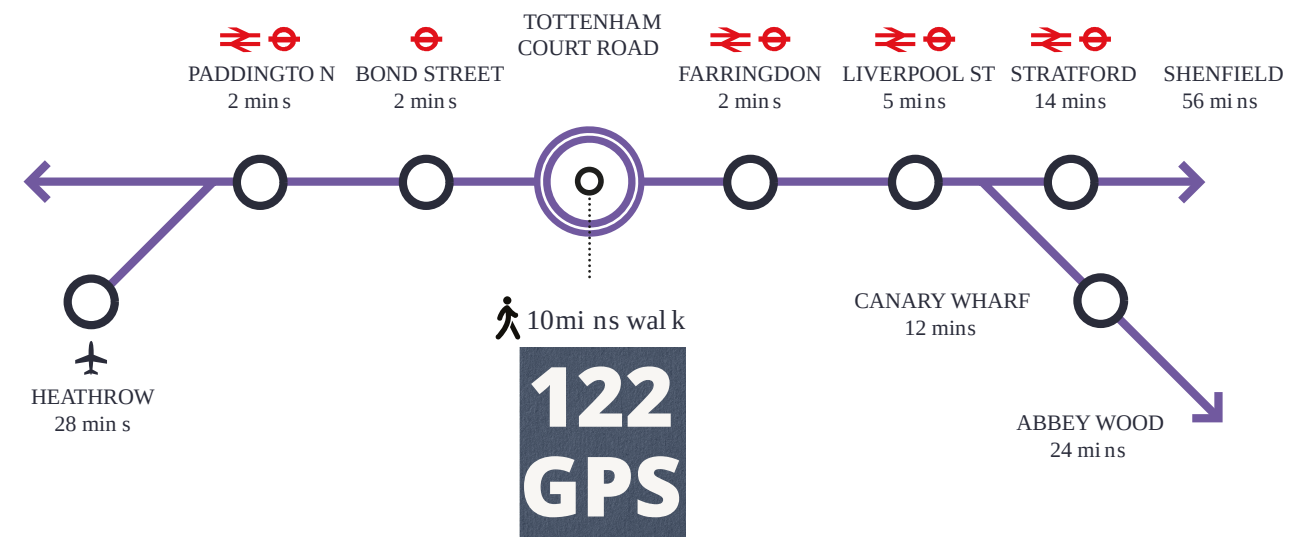 TOTTENHAM
COURT ROAD
PADDINGTO N
2 min s
BOND STREET
2 min s
FARRINGDON
2 min s
LIVERPOOL ST
5 mins
STRATFORD
14 mins
SHENFIELD
56 mi ns
HEATHROW
28 min s
10mi ns wal k
122
GPS
CANARY WHARF
12 mins
ABBEY WOOD
24 mi ns